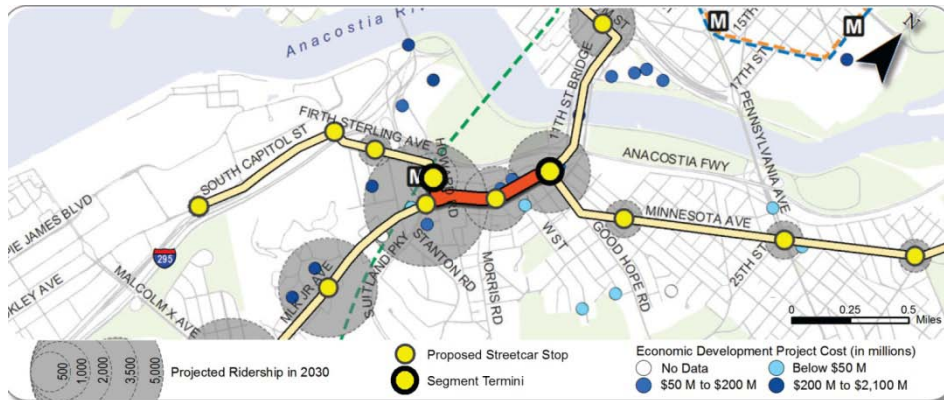 Anacostia Ri
M ST
M
15TH ST
M
N
17TH ST
11TH ST BRIDGE
PENNSYLVANIA AVE
FIRTH STERLING AVE
SOUTH CAPITOL ST
ANACOSTIA FWY
M
DIE JAMES BLVD
MINNESOTA AVE
295
OKLEY AVE
MALCOLM X AVE
MLK JR AVE
SUITLAND PKY
STANTON RD
MORRIS RD
W ST
GOOD HOPE RD
25TH ST
0 0.25 0.5
Miles
500
1,000
2,000
3,500
5,000
Projected Ridership in 2030
Proposed Streetcar Stop
Segment Termini
Economic Development Project Cost (in millions)
No Data
Below $50 M
$50 M to $200 M
$200 M to $2,100 M